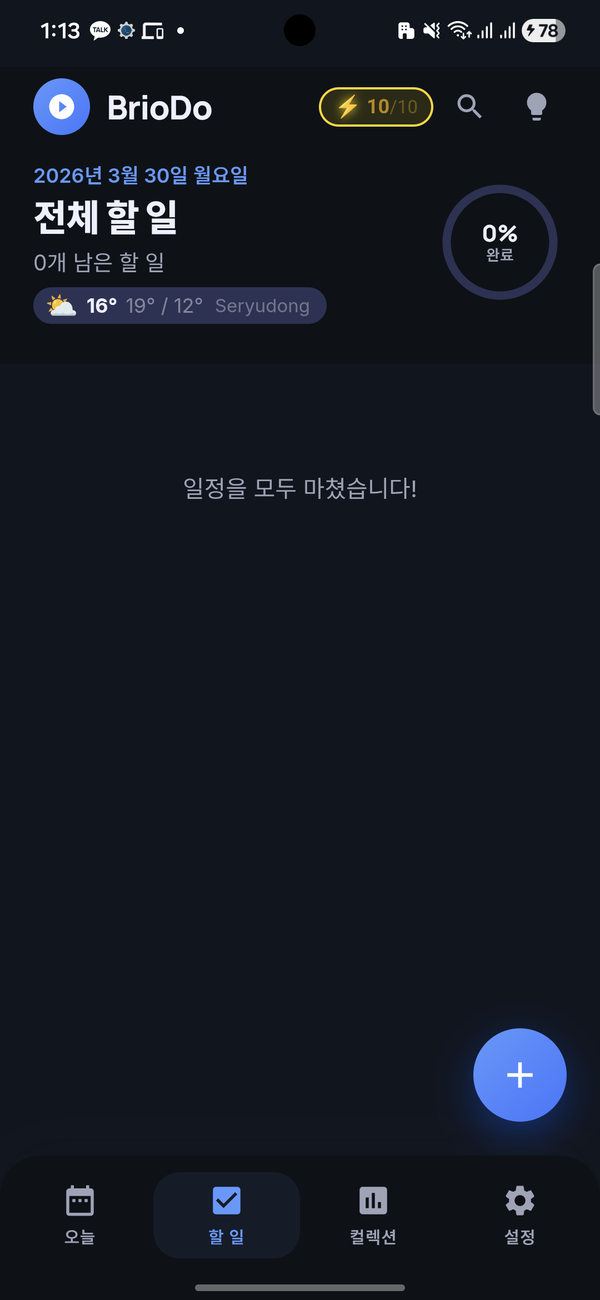 1:13 TALK 78
BrioDo
10/10
2026년 3월 30일 월요일
전체 할 일
0개 남은 할 일
16° 19° / 12° Seryudong
0%
완료
일정을 모두 마쳤습니다!
오늘 할 일 컬렉션 설정